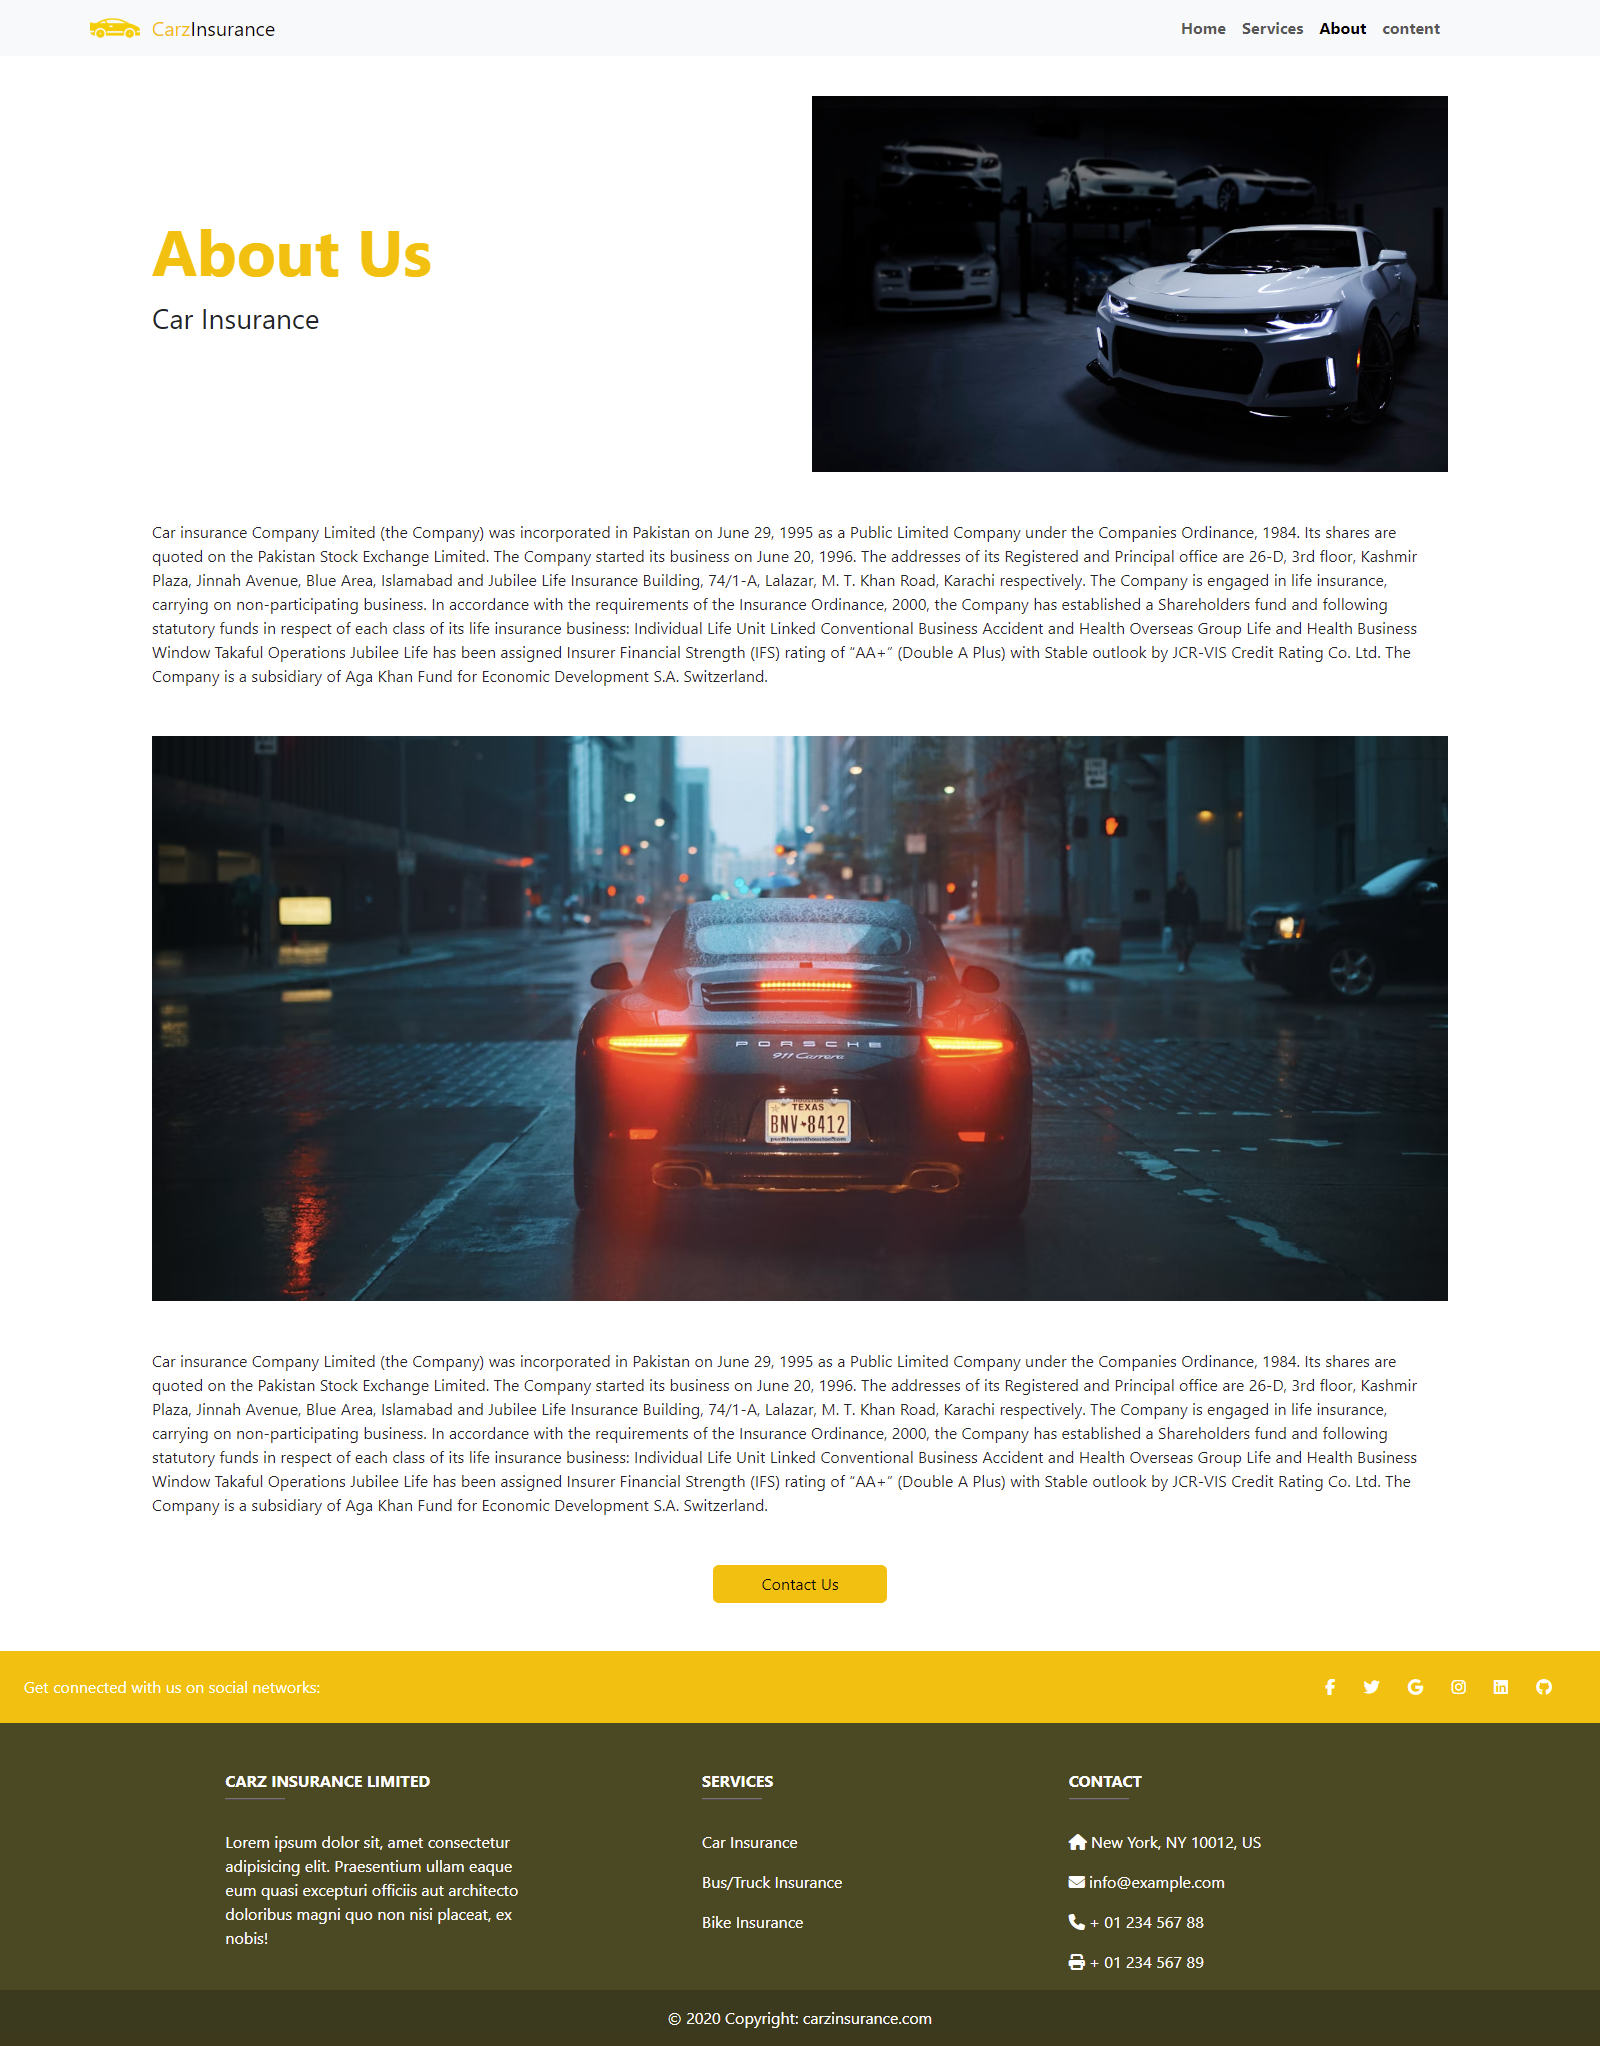 CarzInsurance
Home Services About content
About Us
Car Insurance
Car insurance Company Limited (the Company) was incorporated in Pakistan on June 29, 1995 as a Public Limited Company under the Companies Ordinance, 1984. Its shares are
quoted on the Pakistan Stock Exchange Limited. The Company started its business on June 20, 1996. The addresses of its Registered and Principal office are 26-D, 3rd floor, Kashmir
Plaza, Jinnah Avenue, Blue Area, Islamabad and Jubilee Life Insurance Building, 74/1-A, Lalazar, M. T. Khan Road, Karachi respectively. The Company is engaged in life insurance,
carrying on non-participating business. In accordance with the requirements of the Insurance Ordinance, 2000, the Company has established a Shareholders fund and following
statutory funds in respect of each class of its life insurance business: Individual Life Unit Linked Conventional Business Accident and Health Overseas Group Life and Health Business
Window Takaful Operations Jubilee Life has been assigned Insurer Financial Strength (IFS) rating of “AA+” (Double A Plus) with Stable outlook by JCR-VIS Credit Rating Co. Ltd. The
Company is a subsidiary of Aga Khan Fund for Economic Development S.A. Switzerland.
PORSCHE
911 Carrera
HOUSTON
TEXAS
BNV★8412
Car insurance Company Limited (the Company) was incorporated in Pakistan on June 29, 1995 as a Public Limited Company under the Companies Ordinance, 1984. Its shares are
quoted on the Pakistan Stock Exchange Limited. The Company started its business on June 20, 1996. The addresses of its Registered and Principal office are 26-D, 3rd floor, Kashmir
Plaza, Jinnah Avenue, Blue Area, Islamabad and Jubilee Life Insurance Building, 74/1-A, Lalazar, M. T. Khan Road, Karachi respectively. The Company is engaged in life insurance,
carrying on non-participating business. In accordance with the requirements of the Insurance Ordinance, 2000, the Company has established a Shareholders fund and following
statutory funds in respect of each class of its life insurance business: Individual Life Unit Linked Conventional Business Accident and Health Overseas Group Life and Health Business
Window Takaful Operations Jubilee Life has been assigned Insurer Financial Strength (IFS) rating of “AA+” (Double A Plus) with Stable outlook by JCR-VIS Credit Rating Co. Ltd. The
Company is a subsidiary of Aga Khan Fund for Economic Development S.A. Switzerland.
Contact Us
Get connected with us on social networks:
CARZ INSURANCE LIMITED
Lorem ipsum dolor sit, amet consectetur
adipisicing elit. Praesentium ullam eaque
eum quasi excepturi officiis aut architecto
doloribus magni quo non nisi placeat, ex
nobis!
SERVICES
Car Insurance
Bus/Truck Insurance
Bike Insurance
CONTACT
New York, NY 10012, US
info@example.com
+ 01 234 567 88
+ 01 234 567 89
© 2020 Copyright: carzinsurance.com